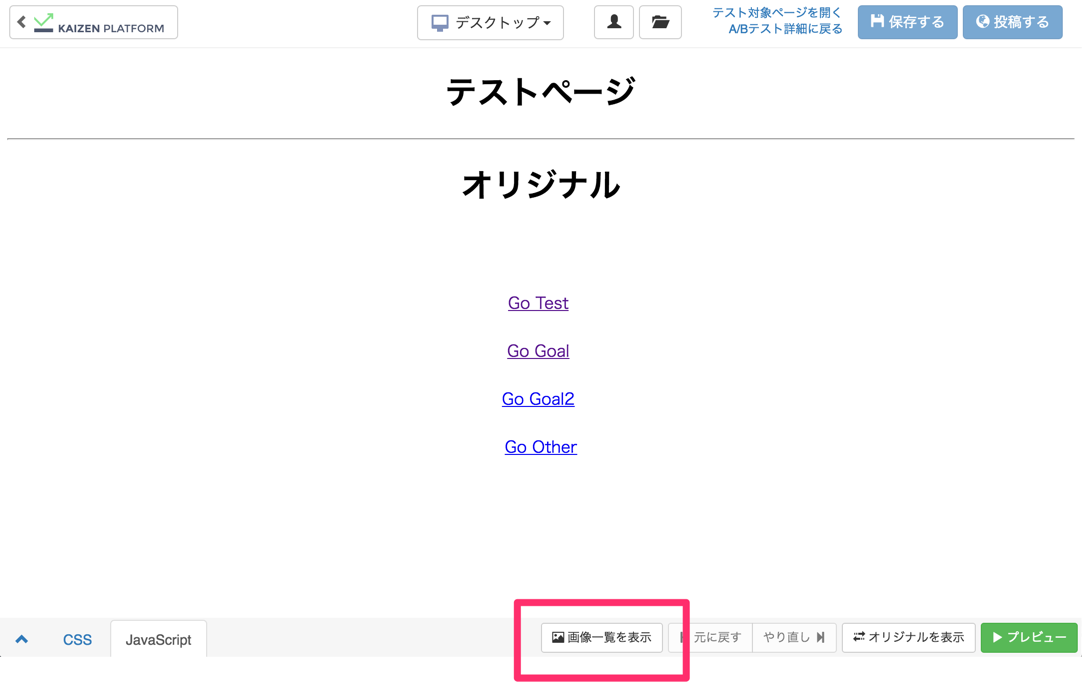 KAIZEN PLATFORM
デスクトップ
テスト対象ページを開く
A/Bテスト詳細に戻る
保存する
投稿する
テストページ
オリジナル
Go Test
Go Goal
Go Goal2
Go Other
CSS
JavaScript
画像一覧を表示
元に戻す
やり直し
オリジナルを表示
プレビュー